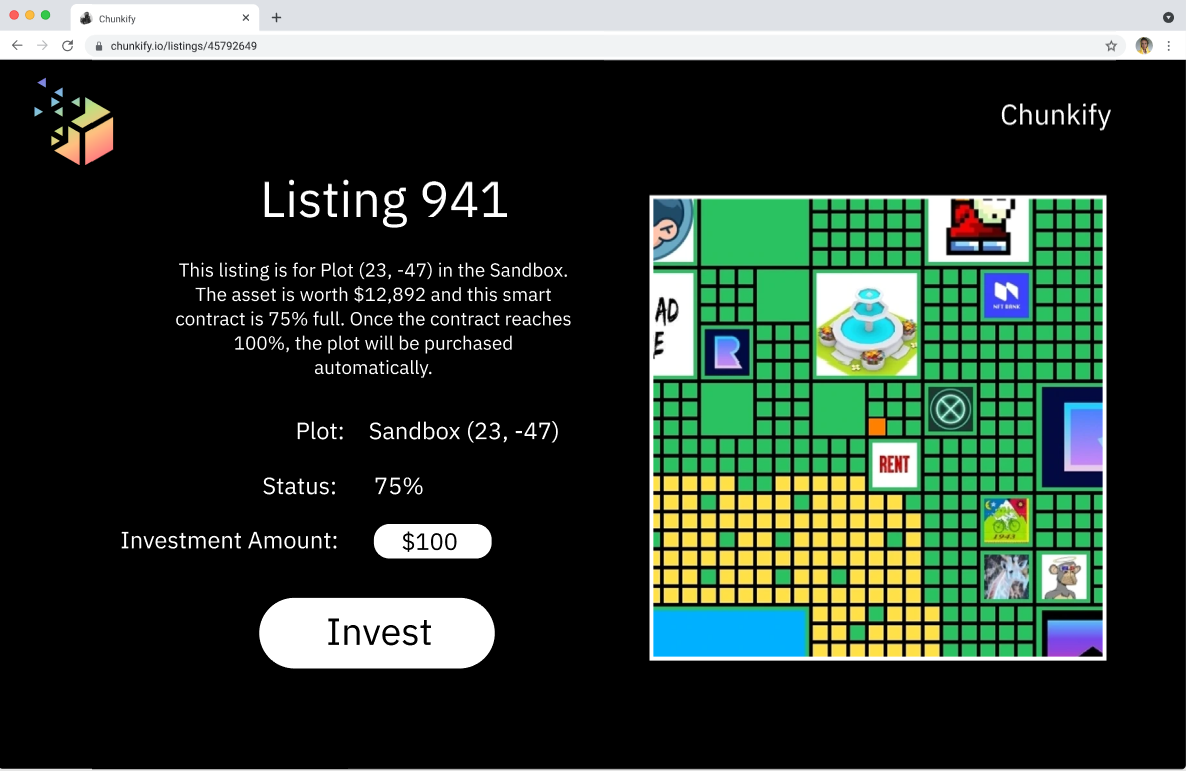 Chunkify
chunkify.io/listings/45792649
Chunkify
Listing 941
This listing is for Plot (23, -47) in the Sandbox.
The asset is worth $12,892 and this smart
contract is 75% full. Once the contract reaches
100%, the plot will be purchased
automatically.
Plot: Sandbox (23, -47)
Status: 75%
Investment Amount: $100
Invest
AD
E
R
NFT BANK
RENT
1943